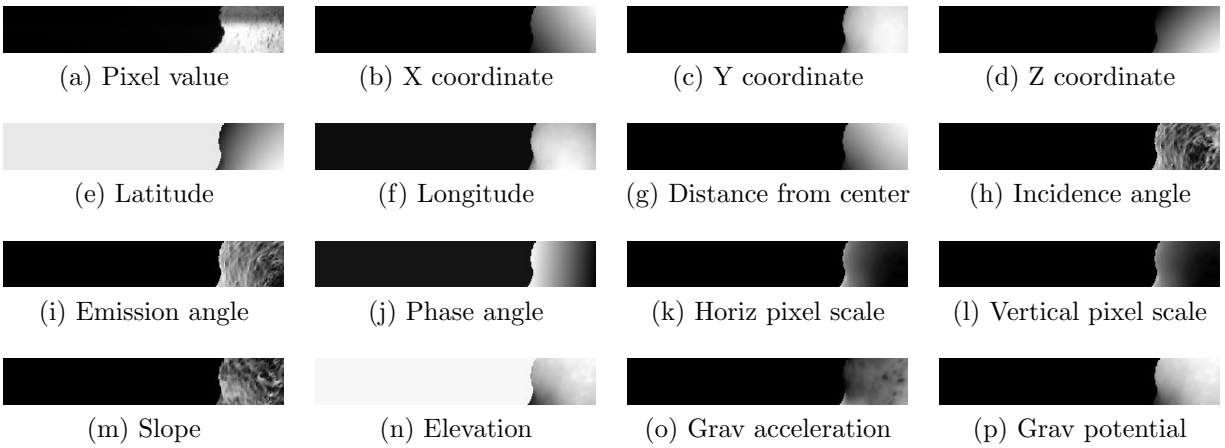 (a) Pixel value
(b) X coordinate
(c) Y coordinate
(d) Z coordinate
(e) Latitude
(f) Longitude
(g) Distance from center
(h) Incidence angle
(i) Emission angle
(j) Phase angle
(k) Horiz pixel scale
(l) Vertical pixel scale
(m) Slope
(n) Elevation
(o) Grav acceleration
(p) Grav potential